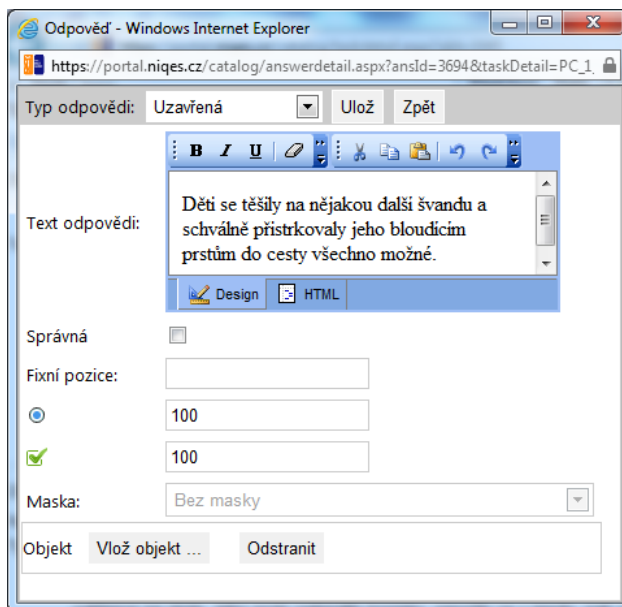 Odpověď - Windows Internet Explorer
https://portal.niqes.cz/catalog/answerdetail.aspx?ansId=3694&taskDetail=PC_1_
Typ odpovědi: Uzavřená Ulož Zpět
B I U
Text odpovědi:
Děti se těšily na nějakou další švandu a
schválně přistrkovaly jeho bloudícím
prstům do cesty všechno možné.
Design HTML
Správná
Fixní pozice:
100
100
Maska: Bez masky
Objekt Vlož objekt ... Odstranit